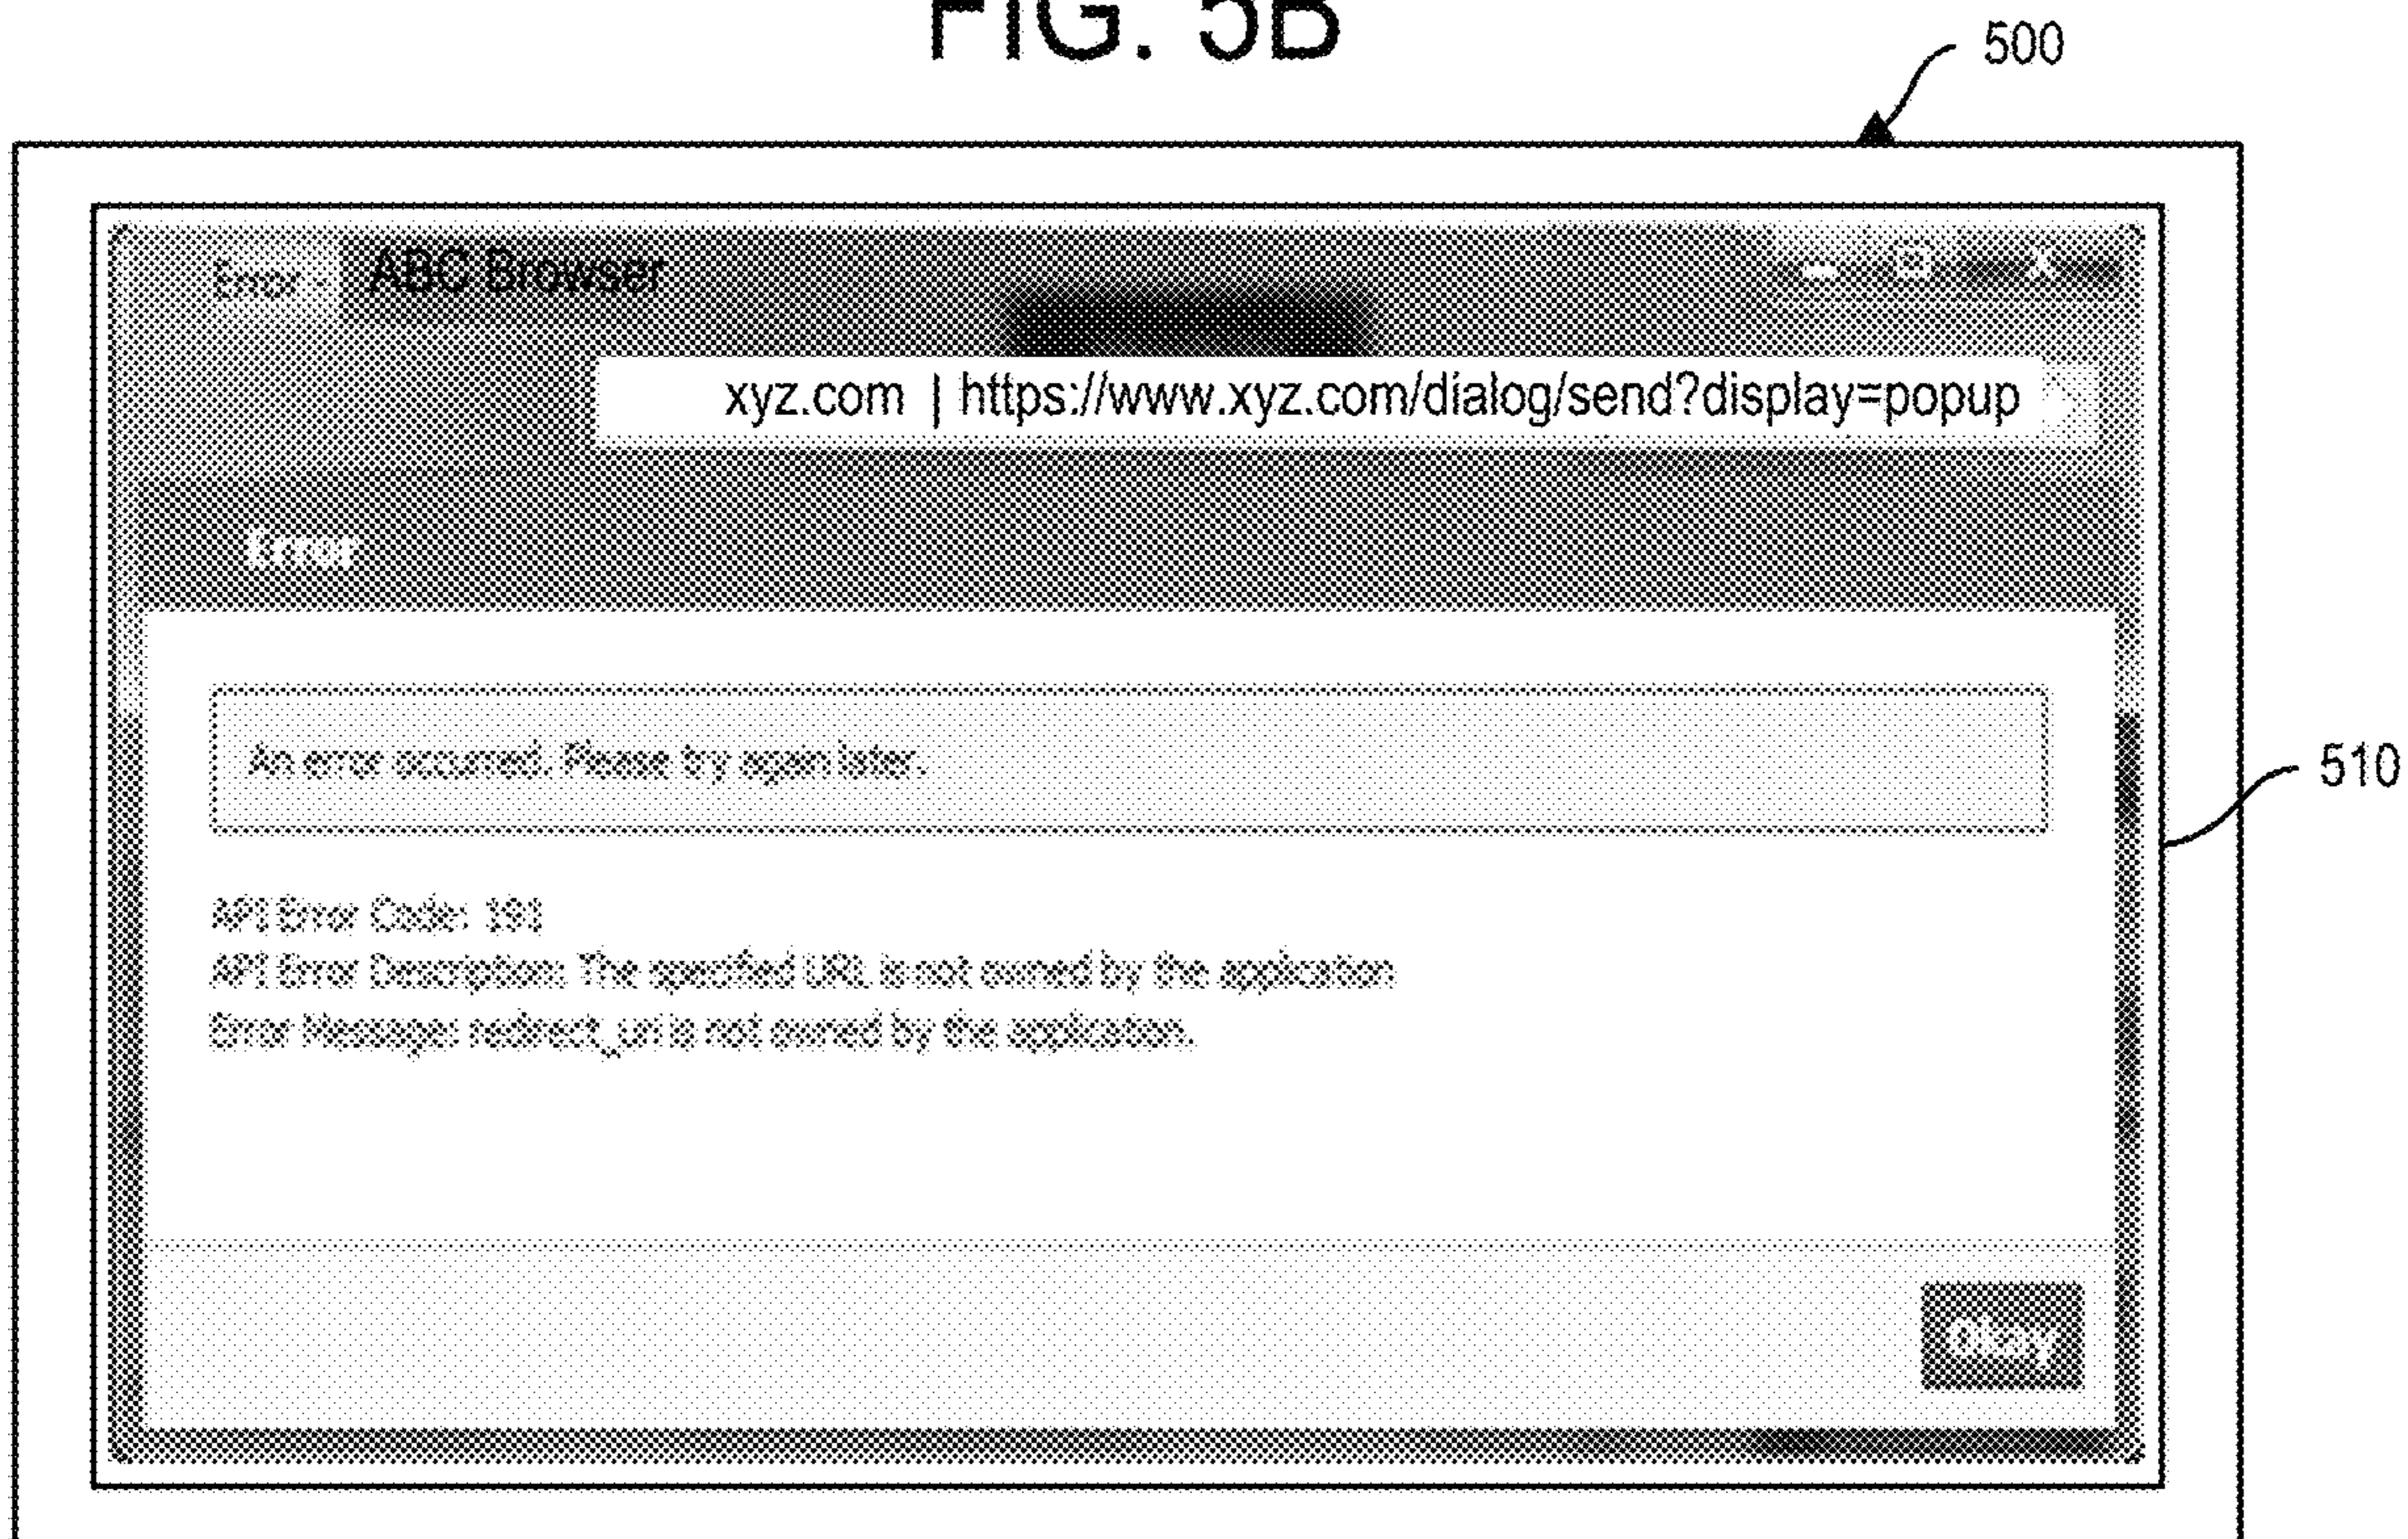 FIG. 5B
500
Error - ABC Browser
xyz.com | https://www.xyz.com/dialog/send?display=popup
Error
An error occurred. Please try again later.
510
API Error Code: 191
API Error Description: The specified URL is not owned by the application
Error Message: redirect_uri is not owned by the application.
Okay